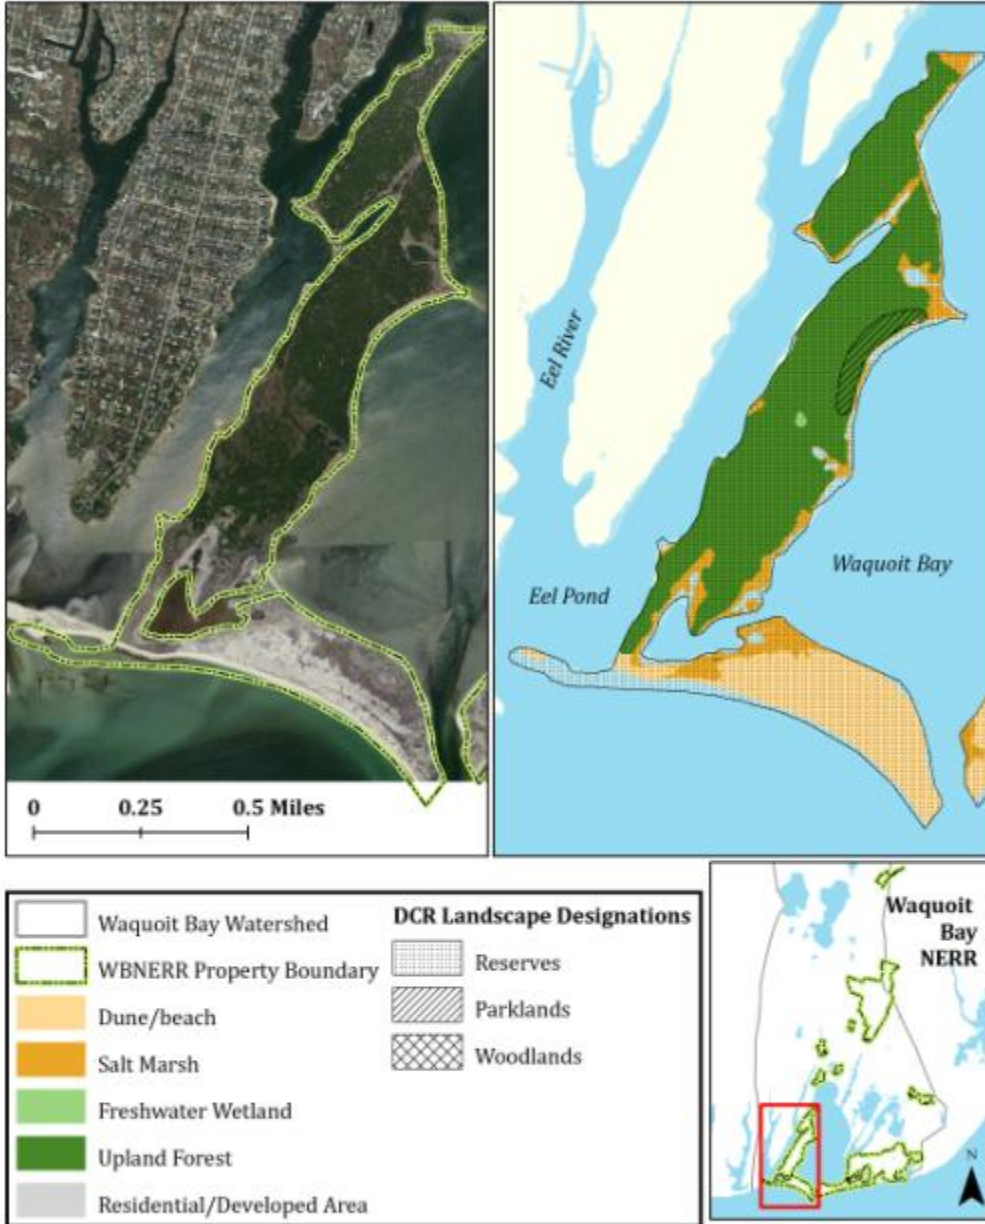 0 0.25 0.5 Miles
Eel River
Eel Pond
Waquoit Bay
Waquoit Bay Watershed
WBNERR Property Boundary
Dune/beach
Salt Marsh
Freshwater Wetland
Upland Forest
Residential/Developed Area
DCR Landscape Designations
Reserves
Parklands
Woodlands
Waquoit
Bay
NERR
N